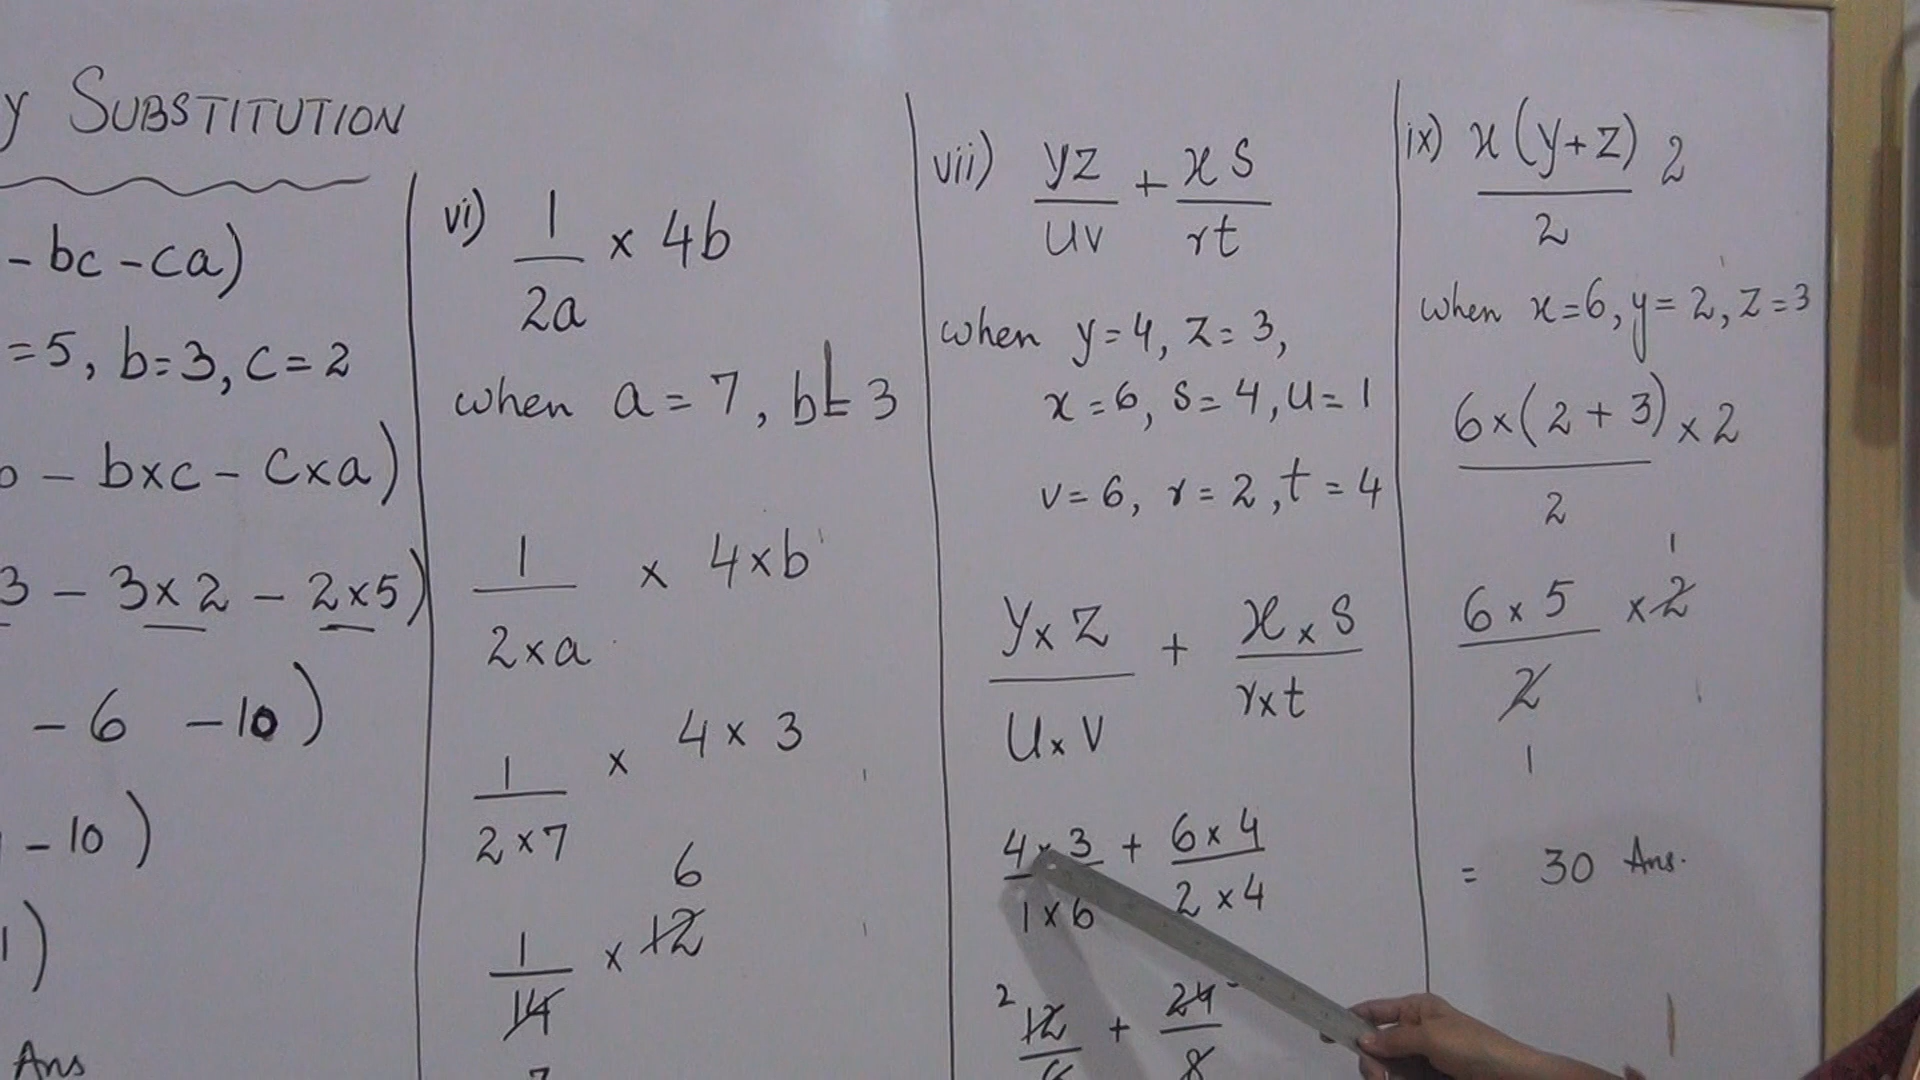 y SUBSTITUTION
- bc - ca)
= 5, b = 3, c = 2
- b×c - c×a)
3 - 3×2 - 2×5)
- 6 - 10)
- 10)
1)
Ans
vi) 1/2a × 4b
when a = 7, b = 3
1/2×a × 4×b
1/2×7 × 4×3
6
1/14 × 12
7
vii) yz/uv + xs/rt
when y = 4, z = 3,
x = 6, s = 4, u = 1
v = 6, r = 2, t = 4
y×z/u×v + x×s/r×t
4×3/1×6 + 6×4/2×4
2 12/6 + 24/8
ix) x(y+z)/2 2
when x = 6, y = 2, z = 3
6×(2+3)/2 ×2
1
6×5/2 ×2
1
= 30 Ans.